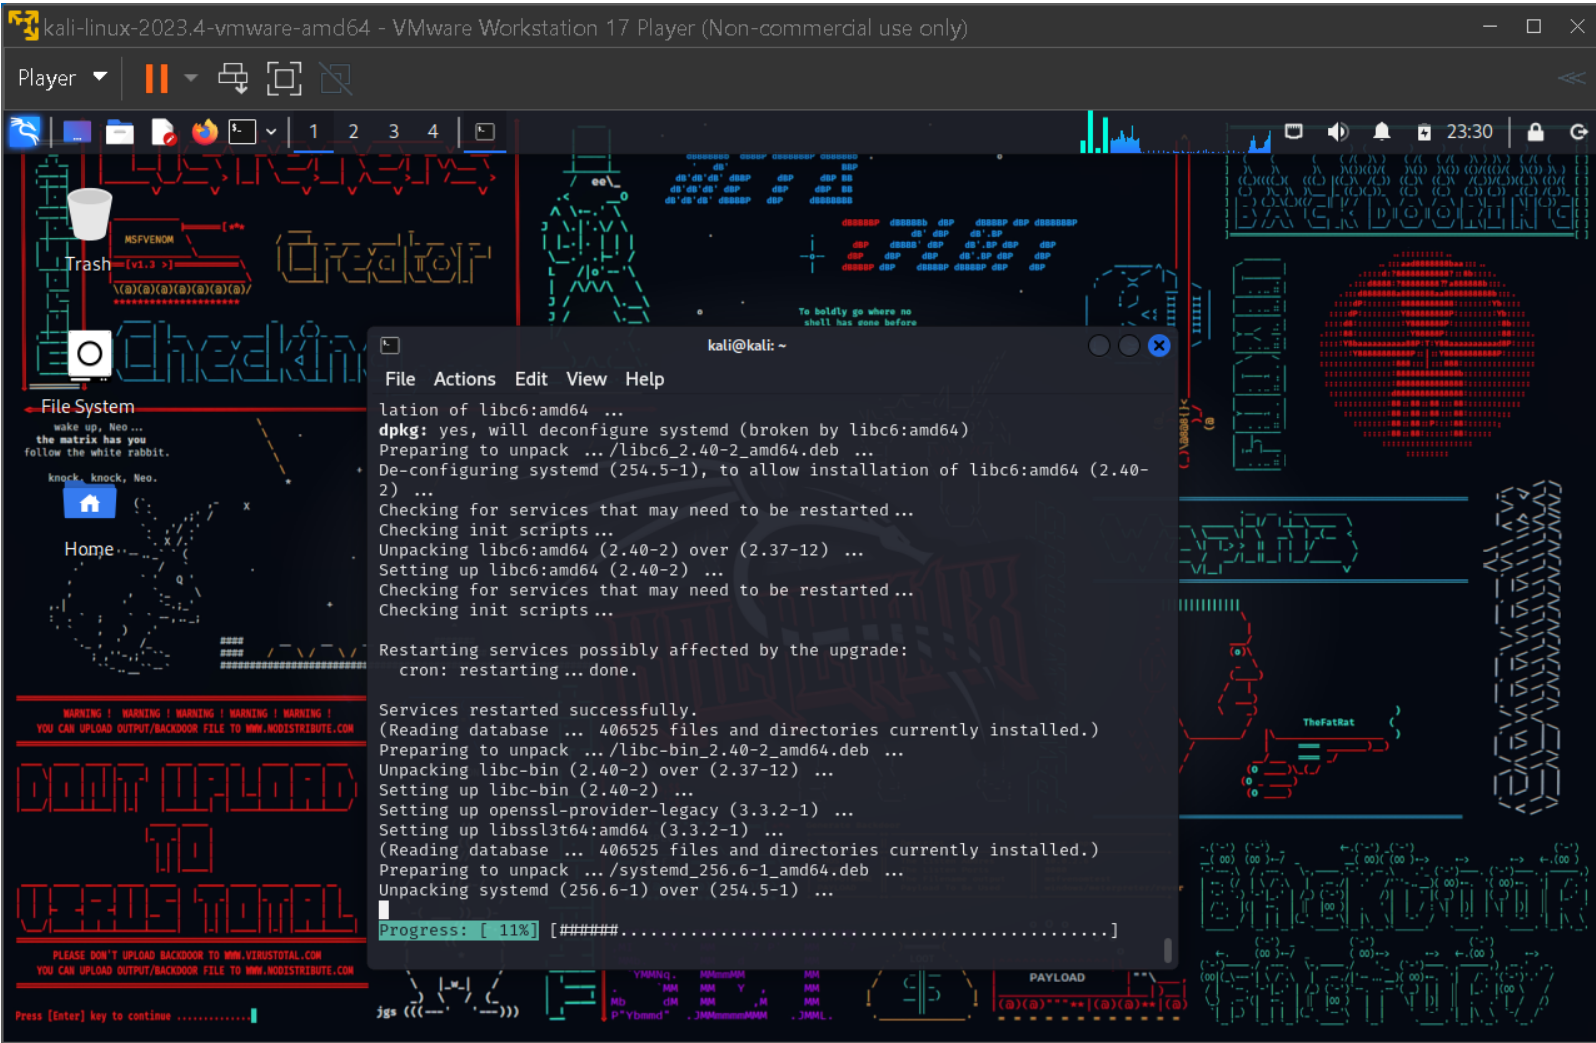 kali-linux-2023.4-vmware-amd64 - VMware Workstation 17 Player (Non-commercial use only)
Player
1 2 3 4
23:30
MSFVENOM
[v1.3 >]
Trash
Creator
To boldly go where no
shell has gone before
BACKDOORING
Checkin
File System
wake up, Neo...
the matrix has you
follow the white rabbit.
knock, knock, Neo.
Home
kali@kali: ~
File Actions Edit View Help
lation of libc6:amd64 ...
dpkg: yes, will deconfigure systemd (broken by libc6:amd64)
Preparing to unpack .../libc6_2.40-2_amd64.deb ...
De-configuring systemd (254.5-1), to allow installation of libc6:amd64 (2.40-
2) ...
Checking for services that may need to be restarted...
Checking init scripts...
Unpacking libc6:amd64 (2.40-2) over (2.37-12) ...
Setting up libc6:amd64 (2.40-2) ...
Checking for services that may need to be restarted...
Checking init scripts...
Restarting services possibly affected by the upgrade:
cron: restarting...done.
Services restarted successfully.
(Reading database ... 406525 files and directories currently installed.)
Preparing to unpack .../libc-bin_2.40-2_amd64.deb ...
Unpacking libc-bin (2.40-2) over (2.37-12) ...
Setting up libc-bin (2.40-2) ...
Setting up openssl-provider-legacy (3.3.2-1) ...
Setting up libssl3t64:amd64 (3.3.2-1) ...
(Reading database ... 406525 files and directories currently installed.)
Preparing to unpack .../systemd_256.6-1_amd64.deb ...
Unpacking systemd (256.6-1) over (254.5-1) ...
Progress: [ 11%] [######.................................................]
WARNING ! WARNING ! WARNING ! WARNING ! WARNING !
YOU CAN UPLOAD OUTPUT/BACKDOOR FILE TO WWW.NODISTRIBUTE.COM
DONT UPLOAD
TO
VIRUS TOTAL
PLEASE DON'T UPLOAD BACKDOOR TO WWW.VIRUSTOTAL.COM
YOU CAN UPLOAD OUTPUT/BACKDOOR FILE TO WWW.NODISTRIBUTE.COM
Press [Enter] key to continue .............
TheFatRat
BACKDOOR
FACTORY
PAYLOAD
jgs